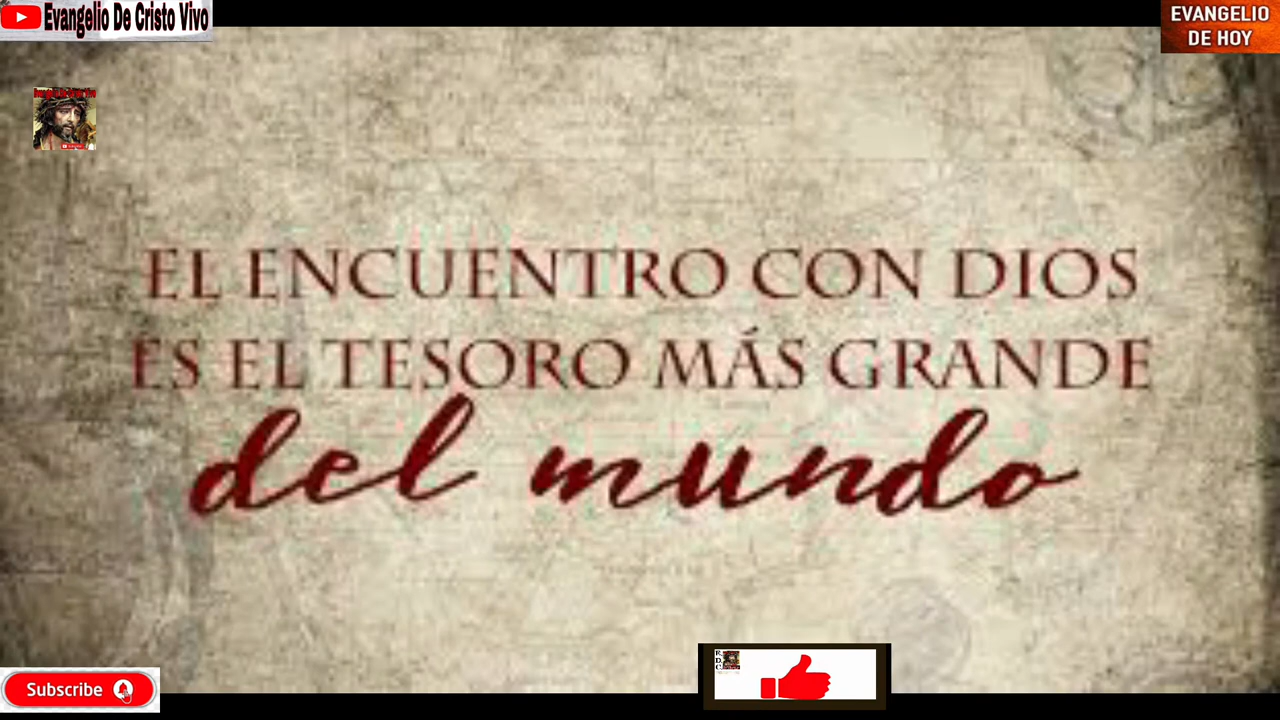 Evangelio De Cristo Vivo
EVANGELIO
DE HOY
EL ENCUENTRO CON DIOS
ES EL TESORO MÁS GRANDE
del mundo
Subscribe